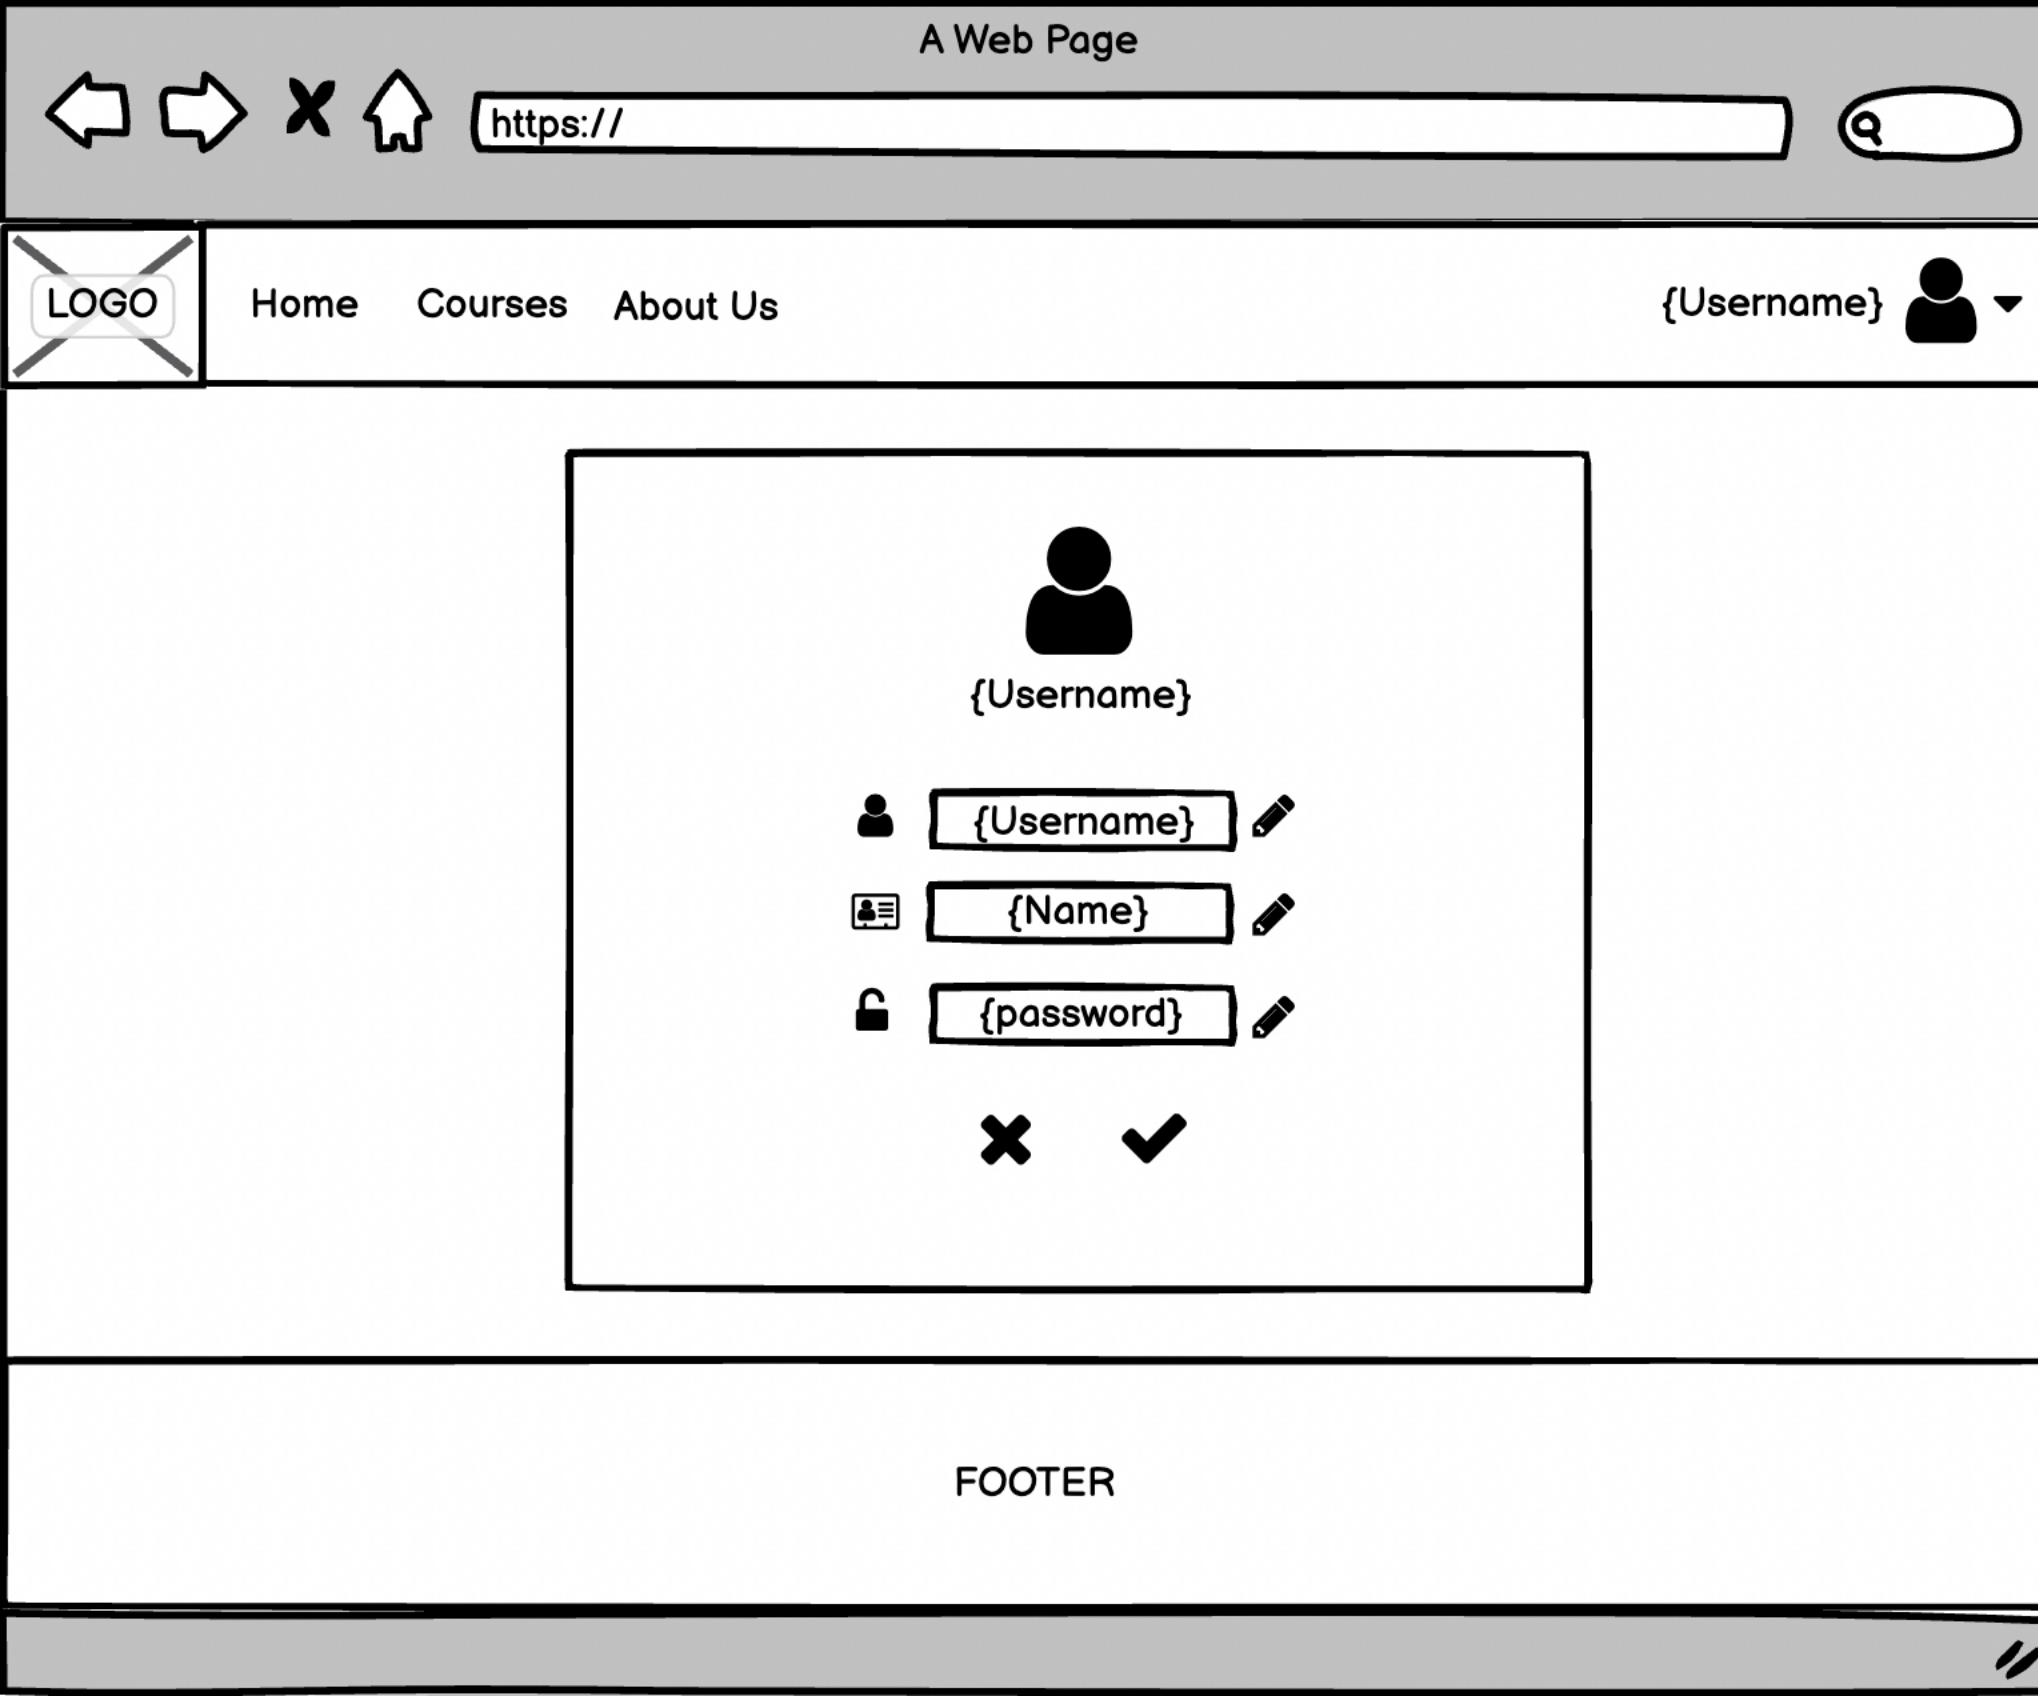 A Web Page
https://
LOGO
Home Courses About Us {Username}
{Username}
{Username}
{Name}
{password}
FOOTER